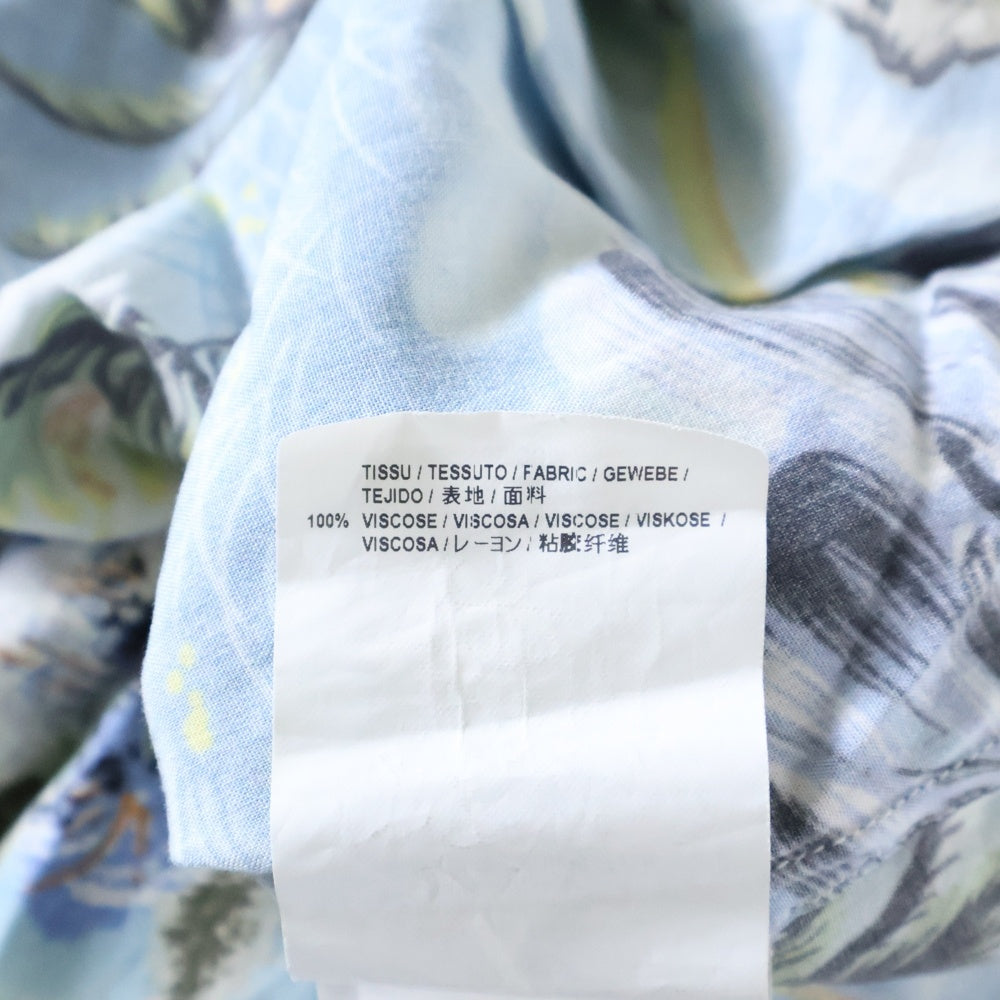 TISSU / TESSUTO / FABRIC / GEWEBE /
TEJIDO / 表地 / 面料
100% VISCOSE / VISCOSA / VISCOSE / VISKOSE /
VISCOSA / レーヨン / 粘胶纤维